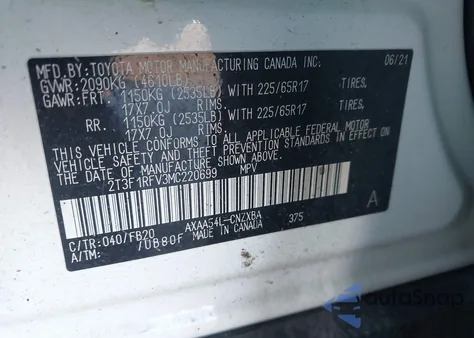 MFD.BY: TOYOTA MOTOR MANUFACTURING CANADA INC. 06/21
GVWR: 2090KG (4610LB)
GAWR: FRT. 1150KG (2535LB) WITH 225/65R17 TIRES,
17X7.0J RIMS,
RR. 1150KG (2535LB) WITH 225/65R17 TIRES,
17X7.0J RIMS,
THIS VEHICLE CONFORMS TO ALL APPLICABLE FEDERAL MOTOR
VEHICLE SAFETY STANDARDS IN EFFECT ON THE DATE OF
MANUFACTURE SHOWN ABOVE.
2T3F1RFV3MC220699 MPV
A
C/TR: 040/FB20 AXAA54L-CNZXBA 375
A/TM: /UB80F MADE IN CANADA
autoSnap